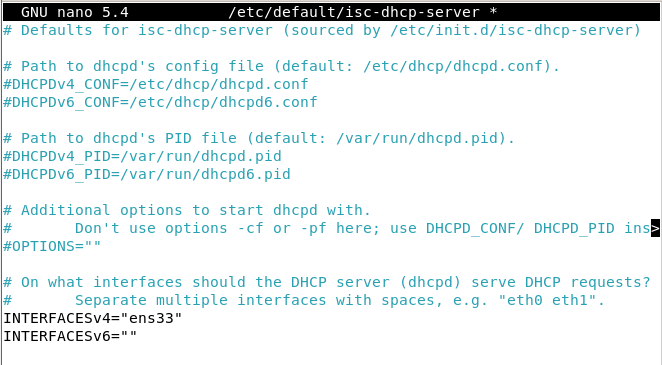 GNU nano 5.4 /etc/default/isc-dhcp-server *
# Defaults for isc-dhcp-server (sourced by /etc/init.d/isc-dhcp-server)
# Path to dhcpd's config file (default: /etc/dhcp/dhcpd.conf).
#DHCPDv4_CONF=/etc/dhcp/dhcpd.conf
#DHCPDv6_CONF=/etc/dhcp/dhcpd6.conf
# Path to dhcpd's PID file (default: /var/run/dhcpd.pid).
#DHCPDv4_PID=/var/run/dhcpd.pid
#DHCPDv6_PID=/var/run/dhcpd6.pid
# Additional options to start dhcpd with.
#       Don't use options -cf or -pf here; use DHCPD_CONF/ DHCPD_PID ins>
#OPTIONS=""
# On what interfaces should the DHCP server (dhcpd) serve DHCP requests?
#       Separate multiple interfaces with spaces, e.g. "eth0 eth1".
INTERFACESv4="ens33"
INTERFACESv6=""